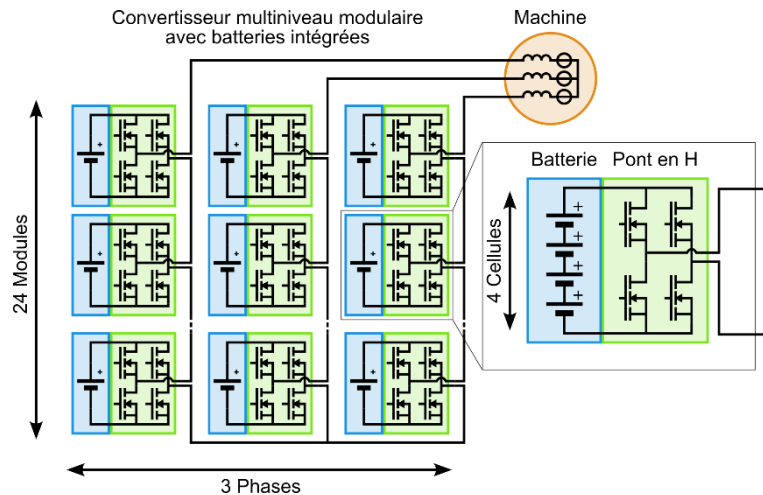 Convertisseur multiniveau modulaire
avec batteries intégrées
Machine
24 Modules
Batterie
Pont en H
4 Cellules
3 Phases